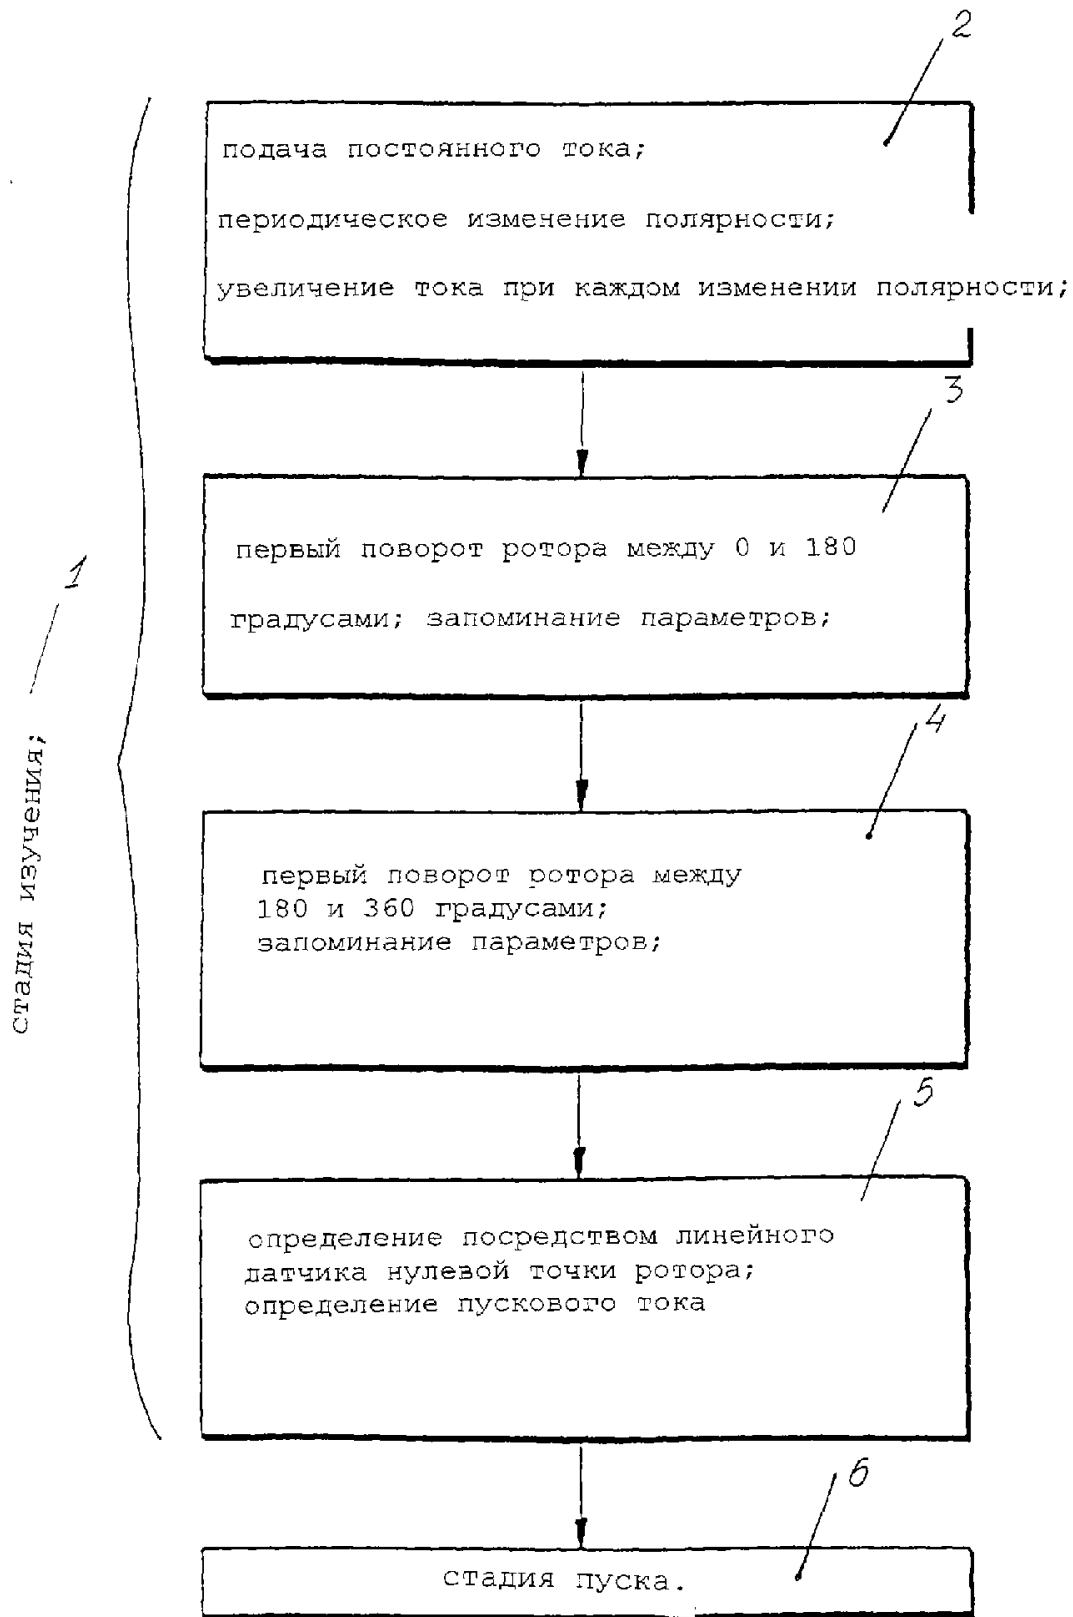 2
подача постоянного тока;
периодическое изменение полярности;
увеличение тока при каждом изменении полярности;
3
первый поворот ротора между 0 и 180
градусами; запоминание параметров;
1
стадия изучения;
4
первый поворот ротора между
180 и 360 градусами;
запоминание параметров;
5
определение посредством линейного
датчика нулевой точки ротора;
определение пускового тока
6
стадия пуска.